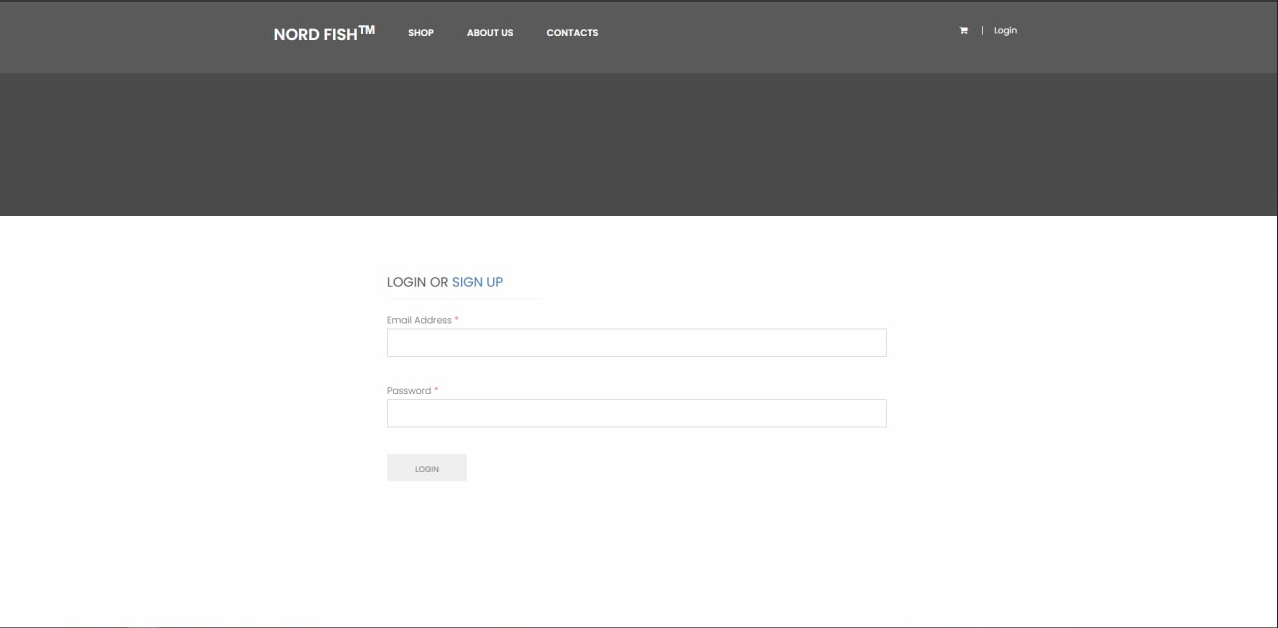 NORD FISH™ SHOP ABOUT US CONTACTS | Login
LOGIN OR SIGN UP
Email Address *
Password *
LOGIN